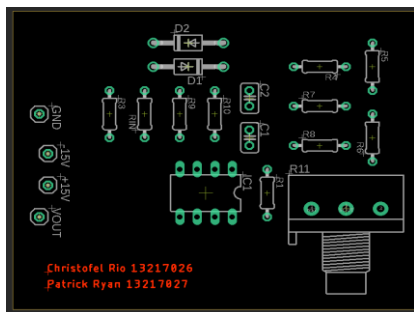 D2
D1
R4
R5
C2
R3
RIN
R9
R10
R7
C1
R8
R6
GND
-15V
+15V
VOUT
IC1
R1
R11
Christofel Rio 13217026
Patrick Ryan 13217027